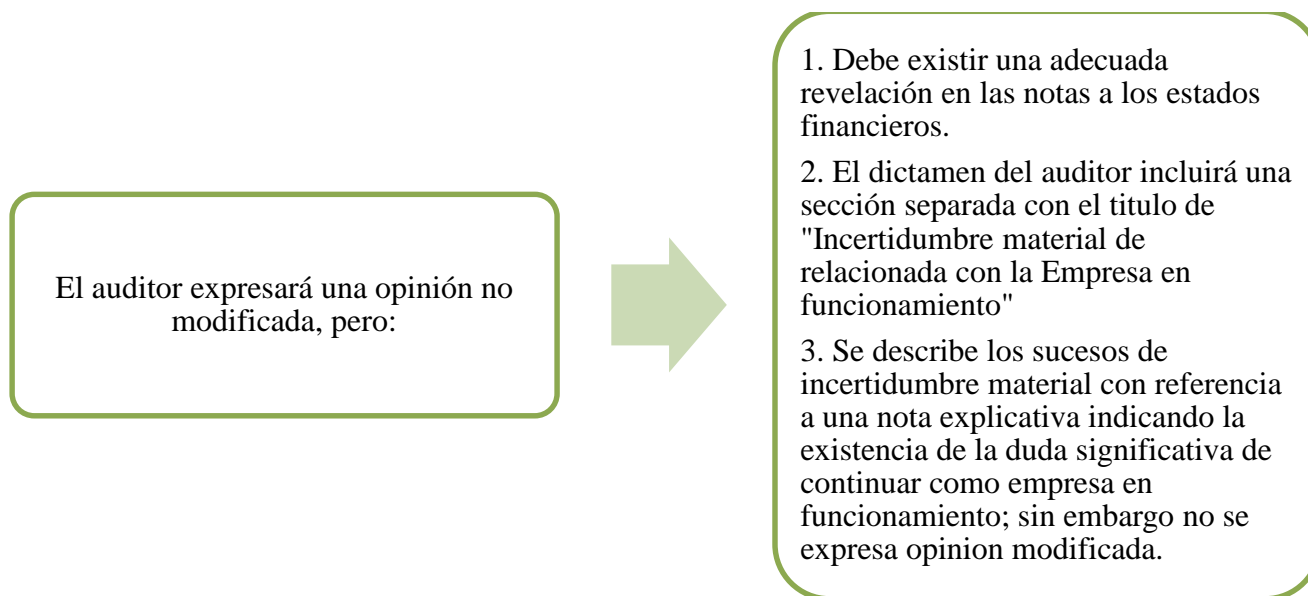 El auditor expresará una opinión no
modificada, pero:
1. Debe existir una adecuada
revelación en las notas a los estados
financieros.
2. El dictamen del auditor incluirá una
sección separada con el titulo de
"Incertidumbre material de
relacionada con la Empresa en
funcionamiento"
3. Se describe los sucesos de
incertidumbre material con referencia
a una nota explicativa indicando la
existencia de la duda significativa de
continuar como empresa en
funcionamiento; sin embargo no se
expresa opinion modificada.